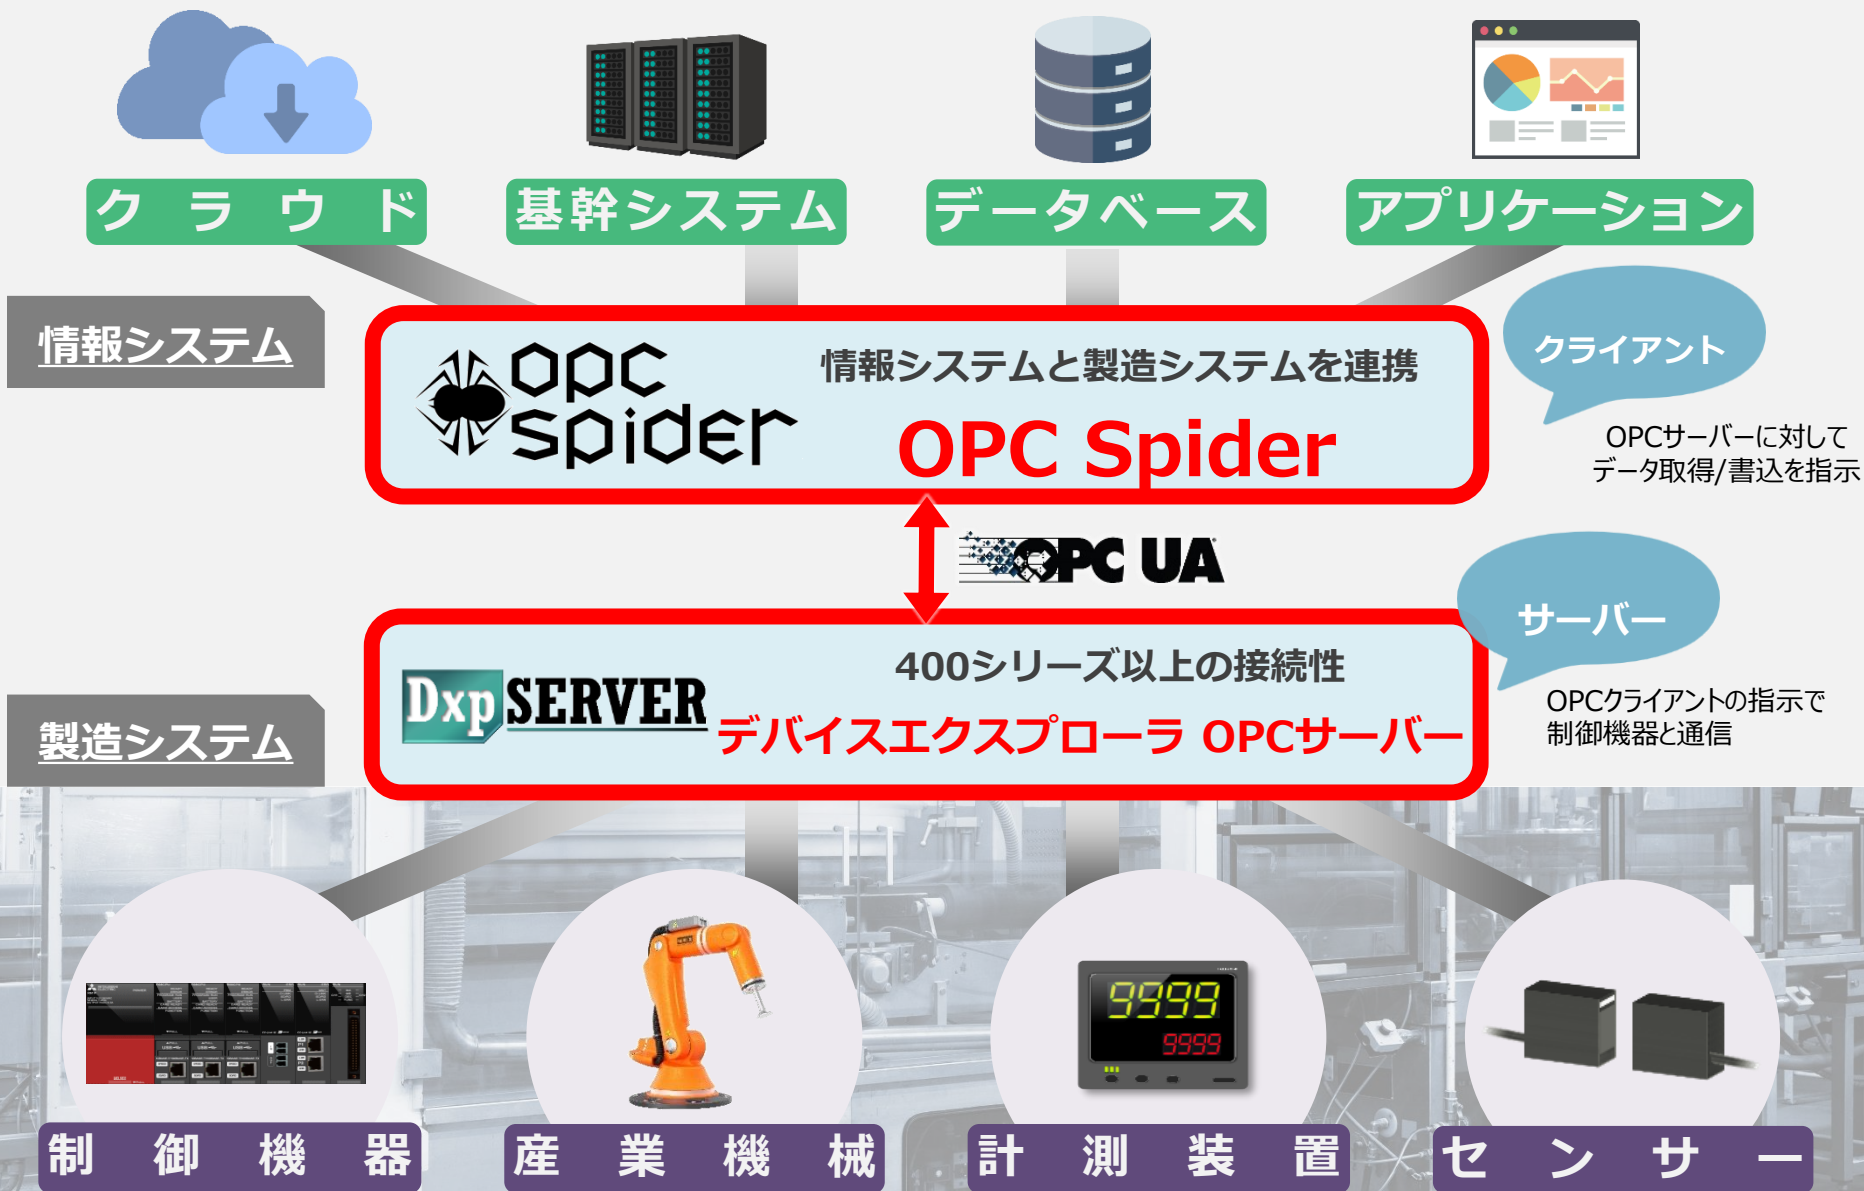 クラウド
基幹システム
データベース
アプリケーション
情報システム
opc
spider
情報システムと製造システムを連携
OPC Spider
クライアント
OPCサーバーに対して
データ取得/書込を指示
OPC UA
サーバー
OPCクライアントの指示で
制御機器と通信
製造システム
Dxp SERVER
400シリーズ以上の接続性
デバイスエクスプローラ OPCサーバー
9999
9999
制御機器
産業機械
計測装置
センサー